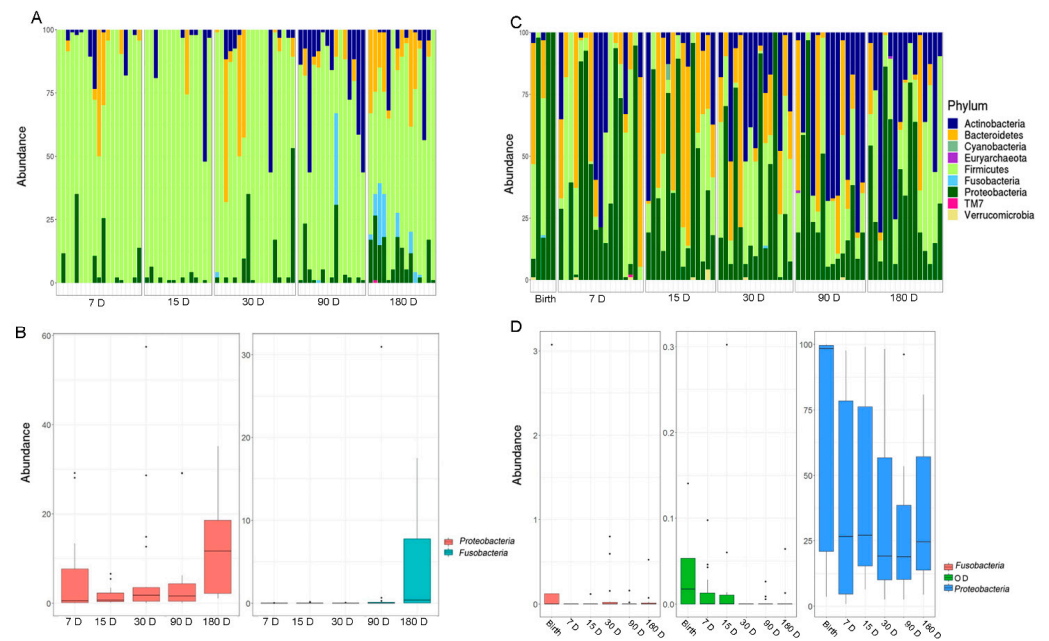 A
Abundance
100
75
50
25
0
7 D
15 D
30 D
90 D
180 D
C
Abundance
100
75
50
25
0
Birth
7 D
15 D
30 D
90 D
180 D
Phylum
Actinobacteria
Bacteroidetes
Cyanobacteria
Euryarchaeota
Firmicutes
Fusobacteria
Proteobacteria
TM7
Verrucomicrobia
B
Abundance
60
40
20
0
7 D
15 D
30 D
90 D
180 D
30
20
10
0
7 D
15 D
30 D
90 D
180 D
Proteobacteria
Fusobacteria
D
Abundance
3
2
1
0
Birth
7 D
15 D
30 D
90 D
180 D
0.3
0.2
0.1
0.0
Birth
7 D
15 D
30 D
90 D
180 D
100
75
50
25
0
Birth
7 D
15 D
30 D
90 D
180 D
Fusobacteria
O D
Proteobacteria